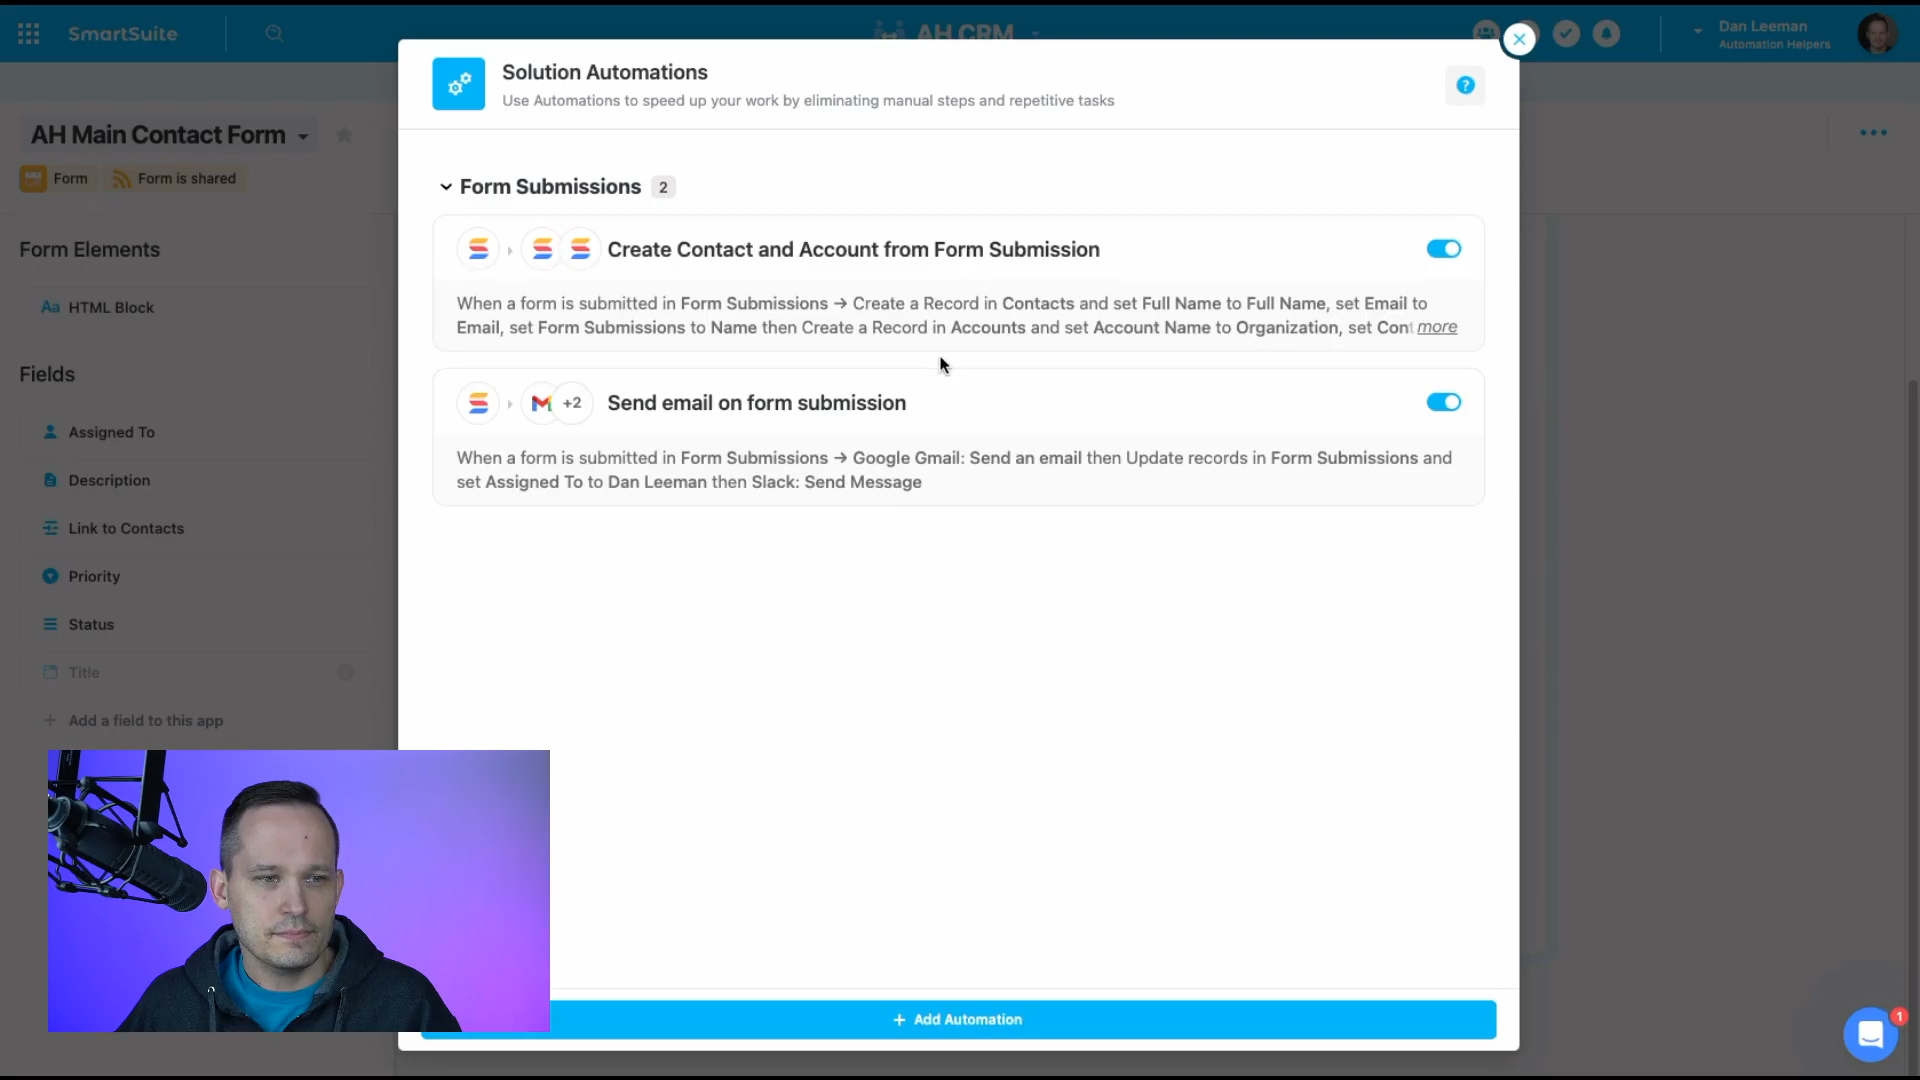 SmartSuite
AH CRM
Dan Leeman
Automation Helpers
AH Main Contact Form
Form
Form is shared
Form Elements
Aa HTML Block
Fields
Assigned To
Description
Link to Contacts
Priority
Status
Title
+ Add a field to this app
Solution Automations
Use Automations to speed up your work by eliminating manual steps and repetitive tasks
?
Form Submissions 2
Create Contact and Account from Form Submission
When a form is submitted in Form Submissions → Create a Record in Contacts and set Full Name to Full Name, set Email to
Email, set Form Submissions to Name then Create a Record in Accounts and set Account Name to Organization, set Cont more
+2 Send email on form submission
When a form is submitted in Form Submissions → Google Gmail: Send an email then Update records in Form Submissions and
set Assigned To to Dan Leeman then Slack: Send Message
+ Add Automation
1